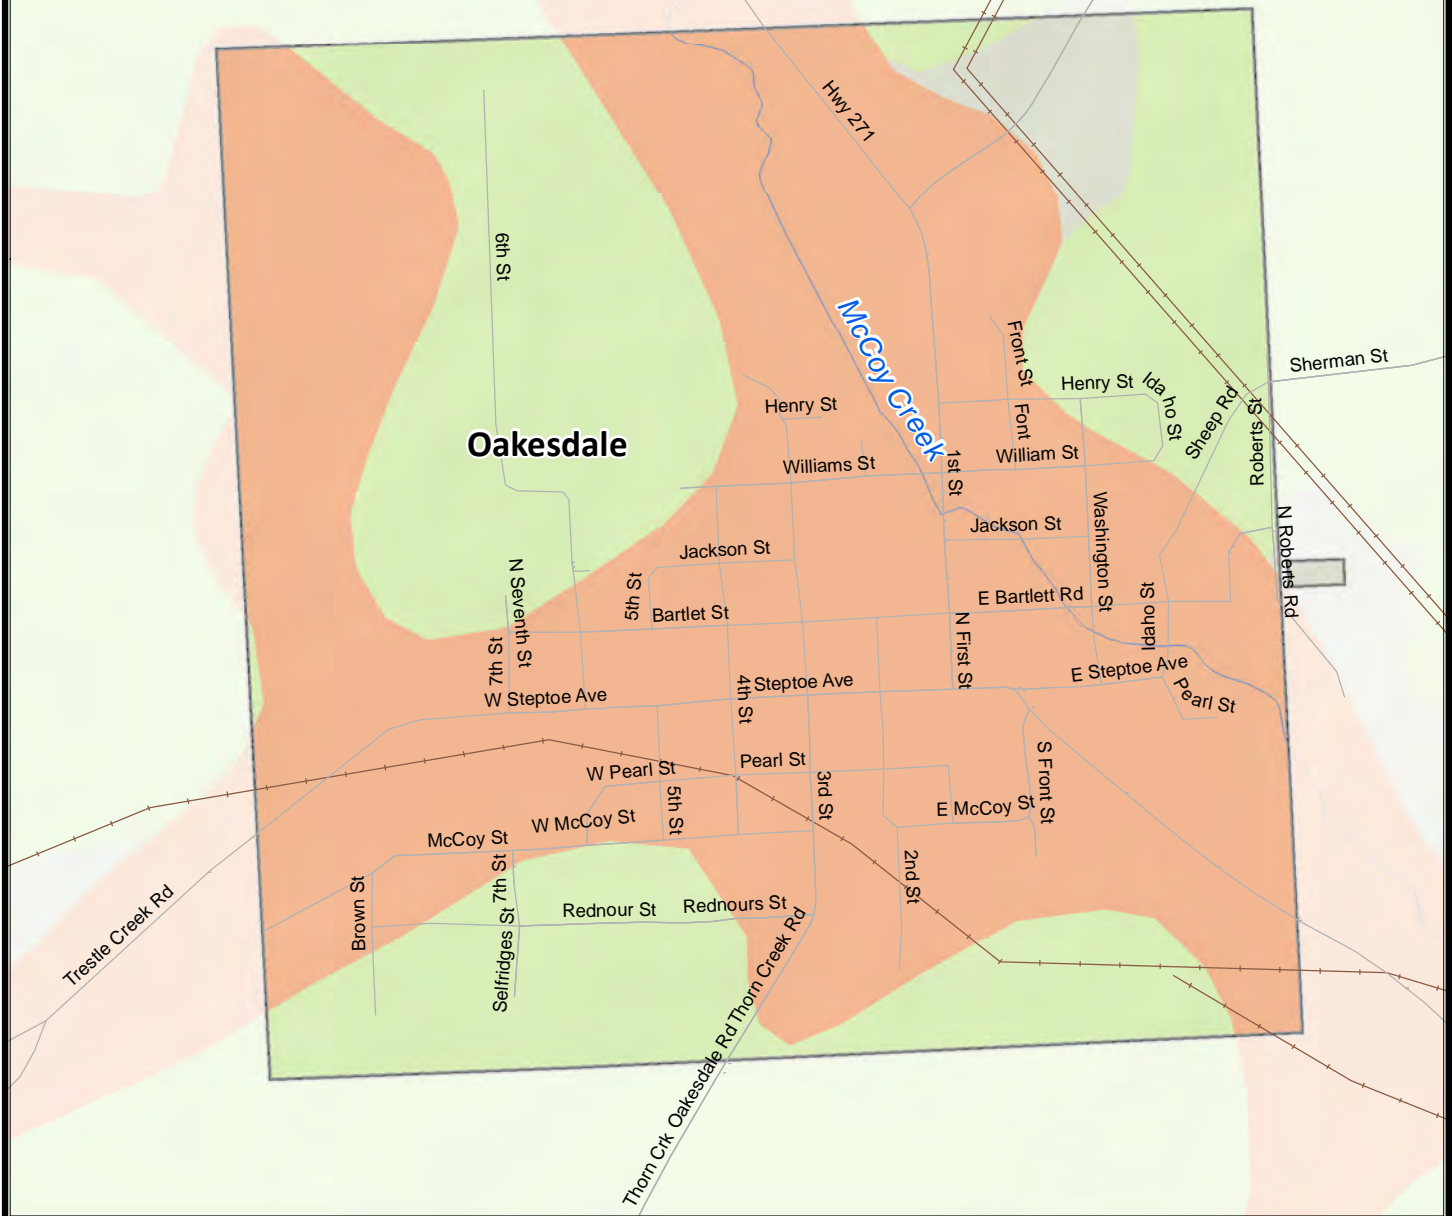 Hwy 271
6th St
McCoy Creek
Front St
Sherman St
Henry St
Ida ho St
Sheep Rd
Roberts St
Henry St
Font
Oakesdale
William St
Williams St
1st St
Washington St
N Roberts Rd
Jackson St
Jackson St
N Seventh St
5th St
E Bartlett Rd
Idahol St
Bartlet St
N First St
7th St
E Steptoe Ave
Steptoe Ave
4th St
W Steptoe Ave
Pearl St
Pearl St
S Front St
W Pearl St
3rd St
5th St
E McCoy St
W McCoy St
McCoy St
2nd St
7th St
Brown St
Rednours St
Rednour St
Trestle Creek Rd
Selfridges St
Thorn Creek Rd
Oakesdale Rd
Thorn Crk